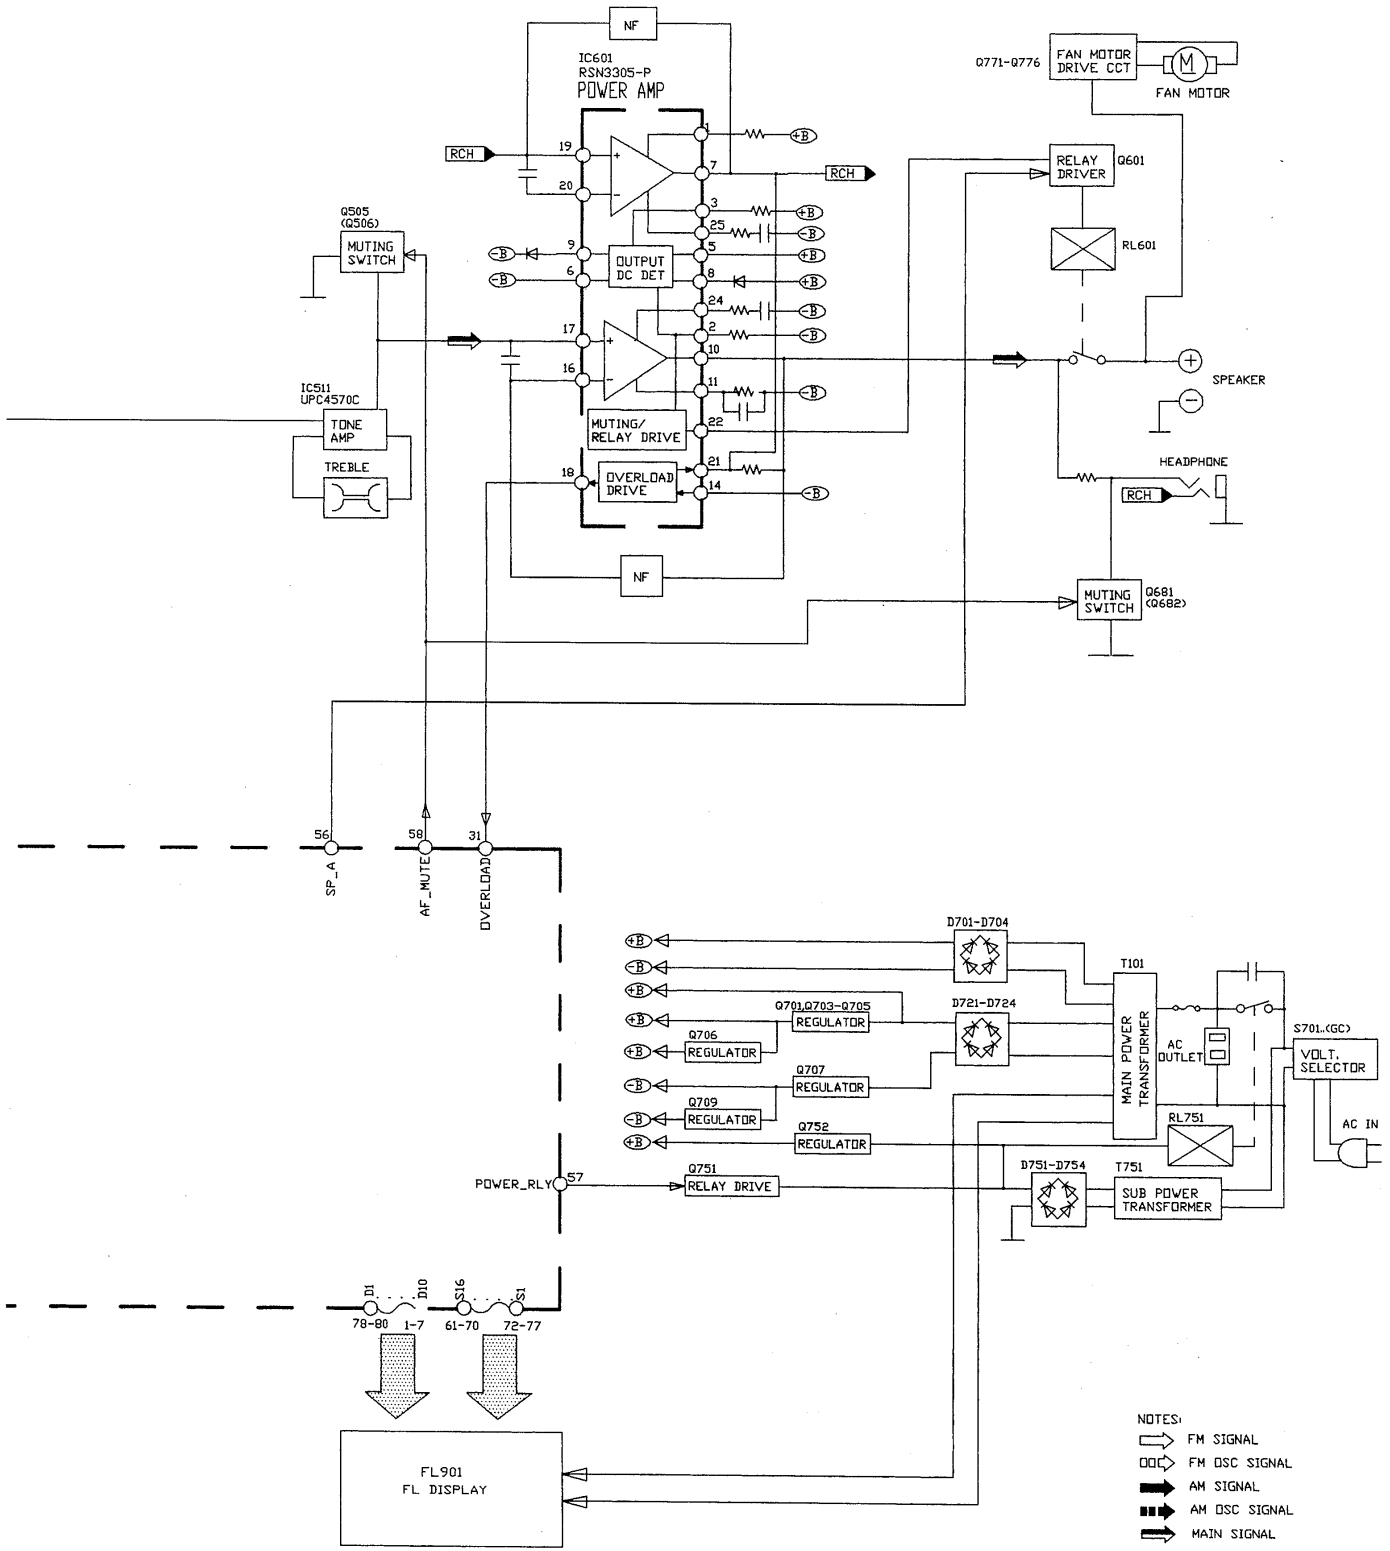 NF
IC601
RSN3305-P
POWER AMP
Q771-Q776
FAN MOTOR
DRIVE CCT
M
FAN MOTOR
1
+B
RCH
19
+
7
RCH
RELAY
DRIVER
Q601
20
-
3
+B
25
-B
Q505
(Q506)
MUTING
SWITCH
-B
9
OUTPUT
DC DET
5
+B
-B
6
8
+B
RL601
24
-B
17
+
2
-B
10
16
-
11
-B
+
SPEAKER
-
IC511
UPC4570C
TONE
AMP
MUTING/
RELAY DRIVE
22
TREBLE
18
OVERLOAD
DRIVE
21
14
-B
HEADPHONE
RCH
NF
MUTING
SWITCH
Q681
(Q682)
56
58
31
SP_A
AF_MUTE
OVERLOAD
D701-D704
+B
-B
T101
+B
Q701,Q703-Q705
D721-D724
+B
REGULATOR
Q706
+B
REGULATOR
MAIN POWER
TRANSFORMER
AC
OUTLET
S701..(GC)
VOLT.
SELECTOR
Q707
-B
REGULATOR
Q709
-B
REGULATOR
Q752
+B
REGULATOR
RL751
AC IN
POWER_RLY
57
Q751
RELAY DRIVE
D751-D754
T751
SUB POWER
TRANSFORMER
D1
D10
S16
S1
78-80
1-7
61-70
72-77
FL901
FL DISPLAY
NOTES:
FM SIGNAL
FM OSC SIGNAL
AM SIGNAL
AM OSC SIGNAL
MAIN SIGNAL